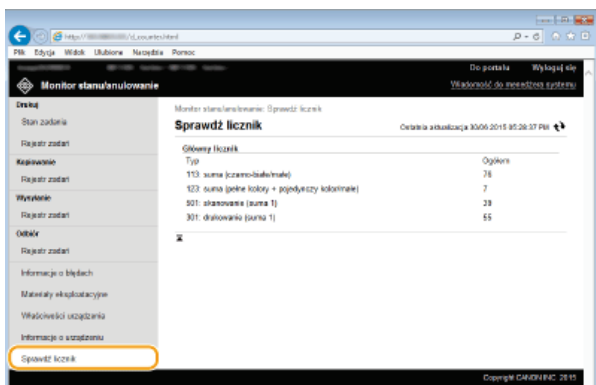 https://
/d_counter.html
Plik Edycja Widok Ulubione Narzędzia Pomoc
Do portalu Wyloguj się
Monitor stanu/anulowanie
Wiadomość do menedżera systemu
Drukuj
Stan zadania
Rejestr zadań
Kopiowanie
Rejestr zadań
Wysyłanie
Rejestr zadań
Odbiór
Rejestr zadań
Informacje o błędach
Materiały eksploatacyjne
Właściwości urządzenia
Informacje o urządzeniu
Sprawdź licznik
Monitor stanu/anulowanie: Sprawdź licznik
Sprawdź licznik
Ostatnia aktualizacja 30/06 2015 05:28:37 PM
Główny licznik
Typ Ogółem
113: suma (czarno-białe/małe) 76
123: suma (pełne kolory + pojedynczy kolor/małe) 7
501: skanowanie (suma 1) 39
301: drukowanie (suma 1) 55
Copyright CANON INC. 2015